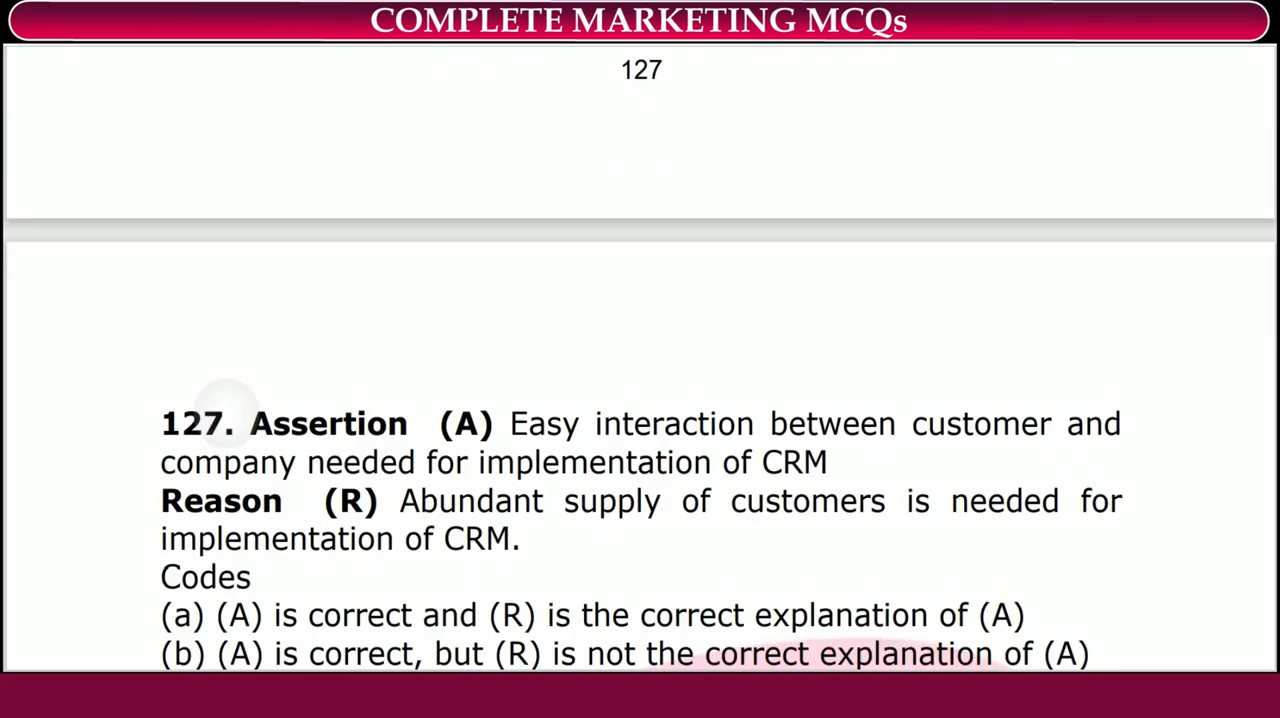 COMPLETE MARKETING MCQs
127
127. Assertion (A) Easy interaction between customer and
company needed for implementation of CRM
Reason (R) Abundant supply of customers is needed for
implementation of CRM.
Codes
(a) (A) is correct and (R) is the correct explanation of (A)
(b) (A) is correct, but (R) is not the correct explanation of (A)